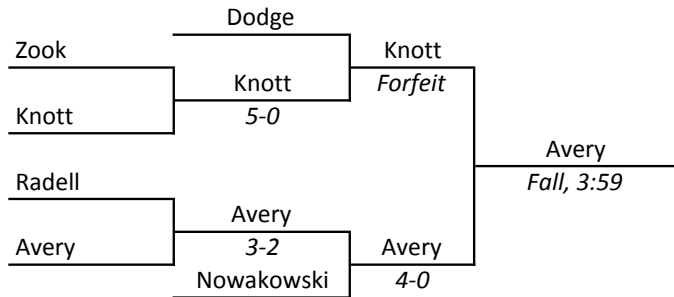 Dodge
Zook
Knott
Knott
Forfeit
Knott
5-0
Avery
Fall, 3:59
Radell
Avery
3-2
Avery
Avery
4-0
Nowakowski